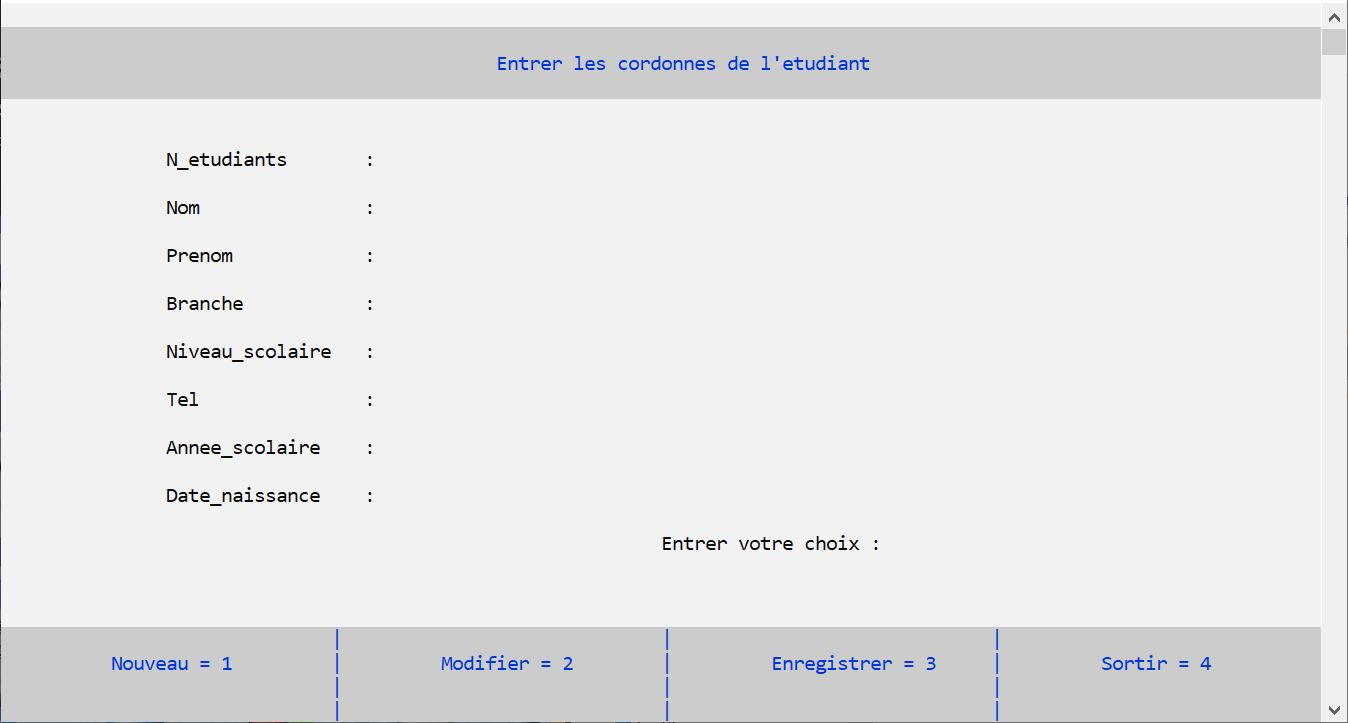 Entrer les cordonnes de l'etudiant
N_etudiants :
Nom :
Prenom :
Branche :
Niveau_scolaire :
Tel :
Annee_scolaire :
Date_naissance :
Entrer votre choix :
Nouveau = 1 | Modifier = 2 | Enregistrer = 3 | Sortir = 4